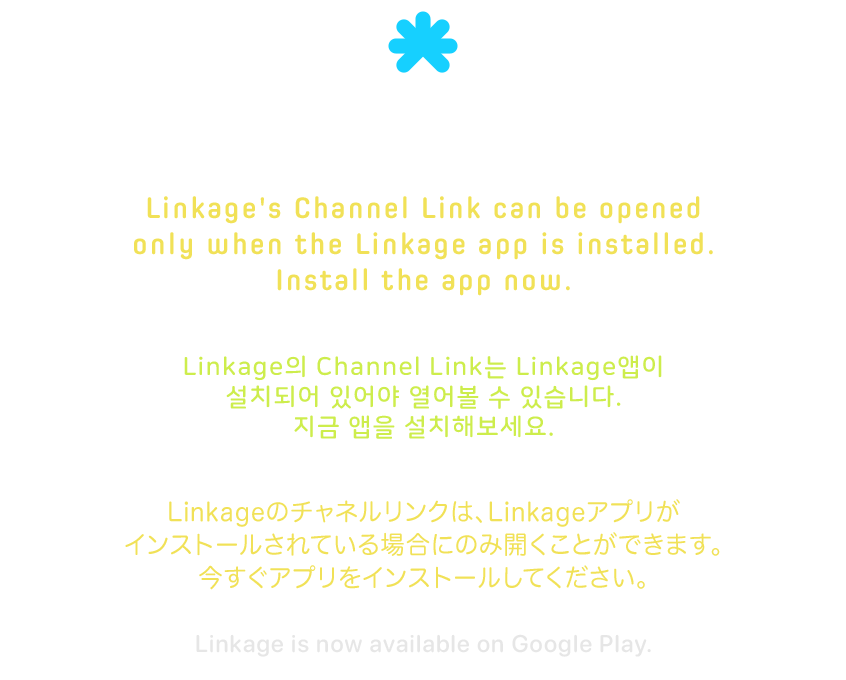 Linkage's Channel Link can be opened
only when the Linkage app is installed.
Install the app now.
Linkage의 Channel Link는 Linkage앱이
설치되어 있어야 열어볼 수 있습니다.
지금 앱을 설치해보세요.
Linkageのチャネルリンクは、Linkageアプリが
インストールされている場合にのみ開くことができます。
今すぐアプリをインストールしてください。
Linkage is now available on Google Play.